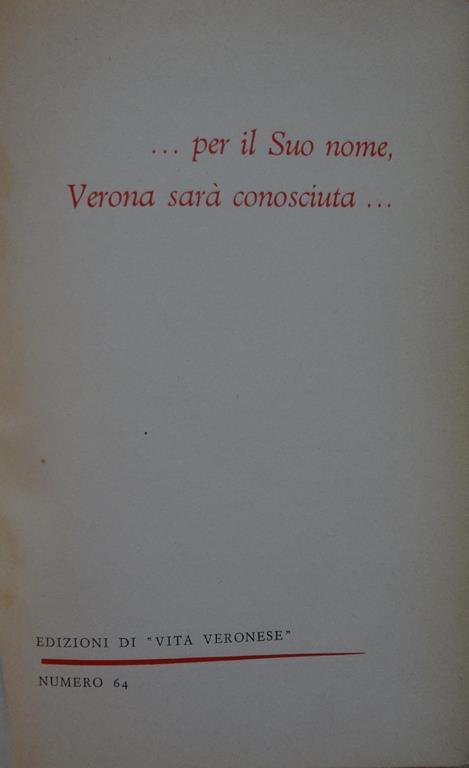 ... per il Suo nome,
Verona sarà conosciuta ...
EDIZIONI DI "VITA VERONESE"
NUMERO 64